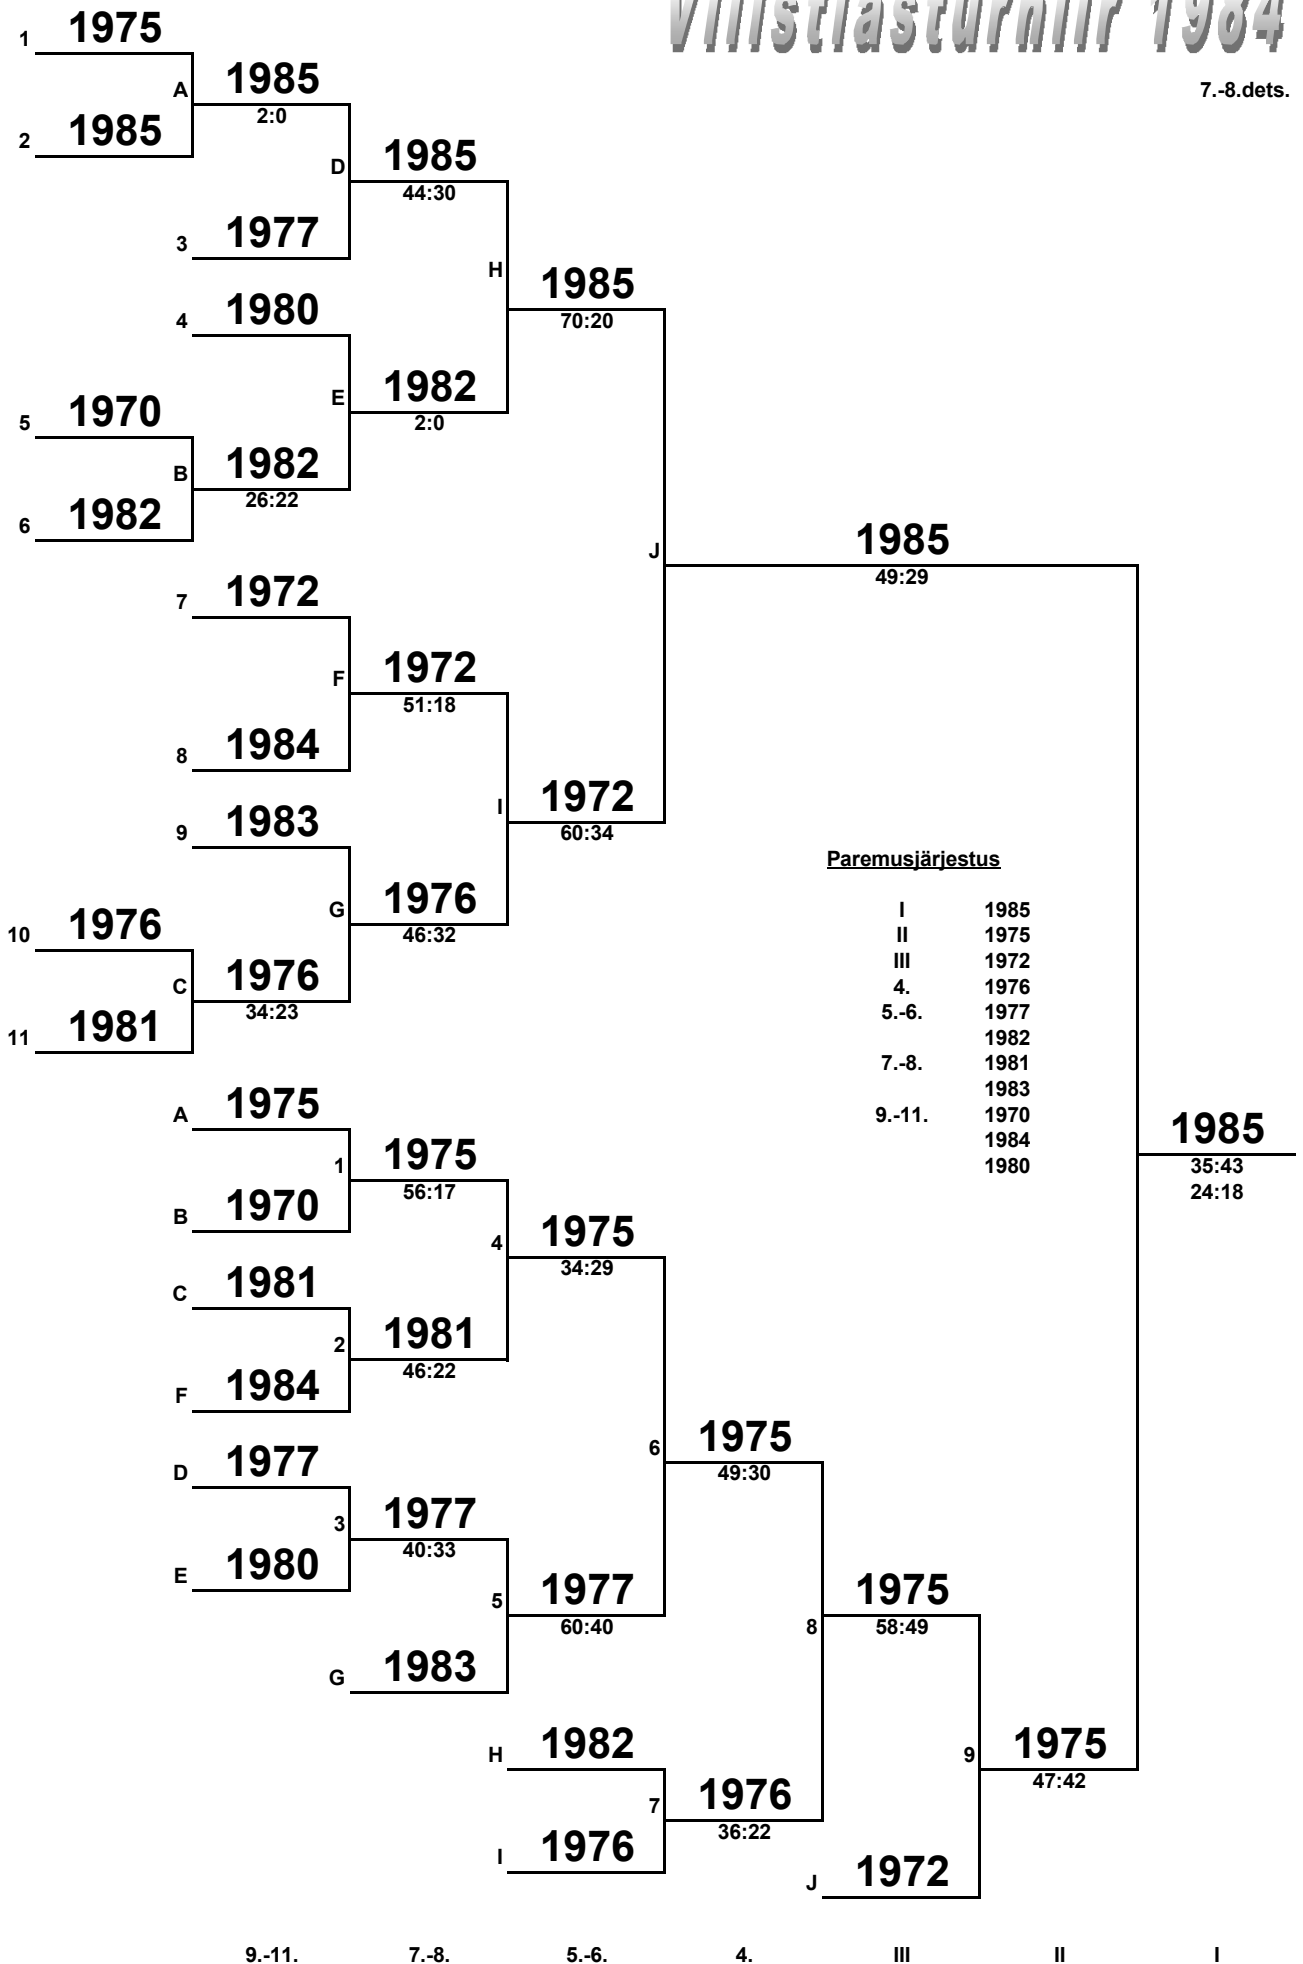 Vilistlasturniir 1984
7.-8.dets.
1 1975
A 1985
2:0
2 1985
D 1985
44:30
3 1977
H 1985
70:20
4 1980
E 1982
2:0
5 1970
B 1982
26:22
6 1982
J 1985
49:29
7 1972
F 1972
51:18
8 1984
I 1972
60:34
9 1983
G 1976
46:32
10 1976
C 1976
34:23
11 1981
Paremusjärjestus
I 1985
II 1975
III 1972
4. 1976
5.-6. 1977
1982
7.-8. 1981
1983
9.-11. 1970
1984
1980
1985
35:43
24:18
A 1975
1 1975
56:17
B 1970
4 1975
34:29
C 1981
2 1981
46:22
F 1984
6 1975
49:30
D 1977
3 1977
40:33
E 1980
5 1977
60:40
G 1983
8 1975
58:49
H 1982
7 1976
36:22
I 1976
9 1975
47:42
J 1972
9.-11. 7.-8. 5.-6. 4. III II I